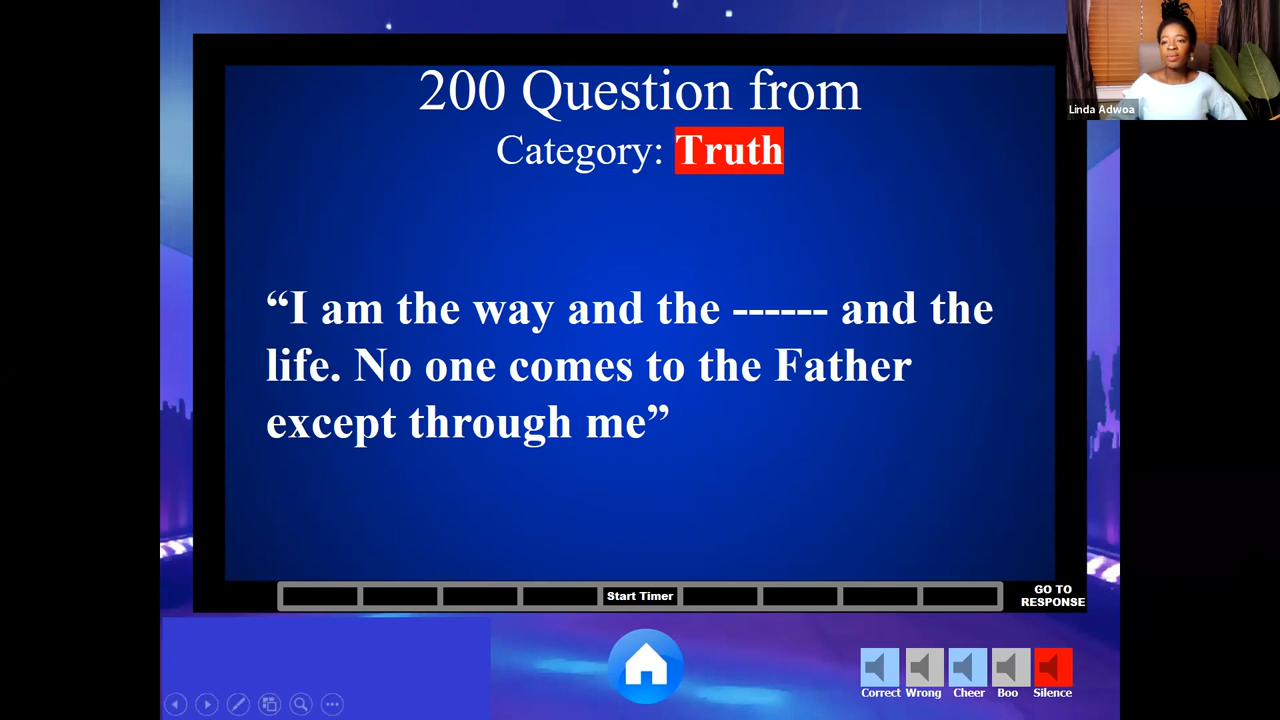 200 Question from
Category: Truth
Linda Adwoa
“I am the way and the ------ and the
life. No one comes to the Father
except through me”
Start Timer
GO TO
RESPONSE
Correct Wrong Cheer Boo Silence